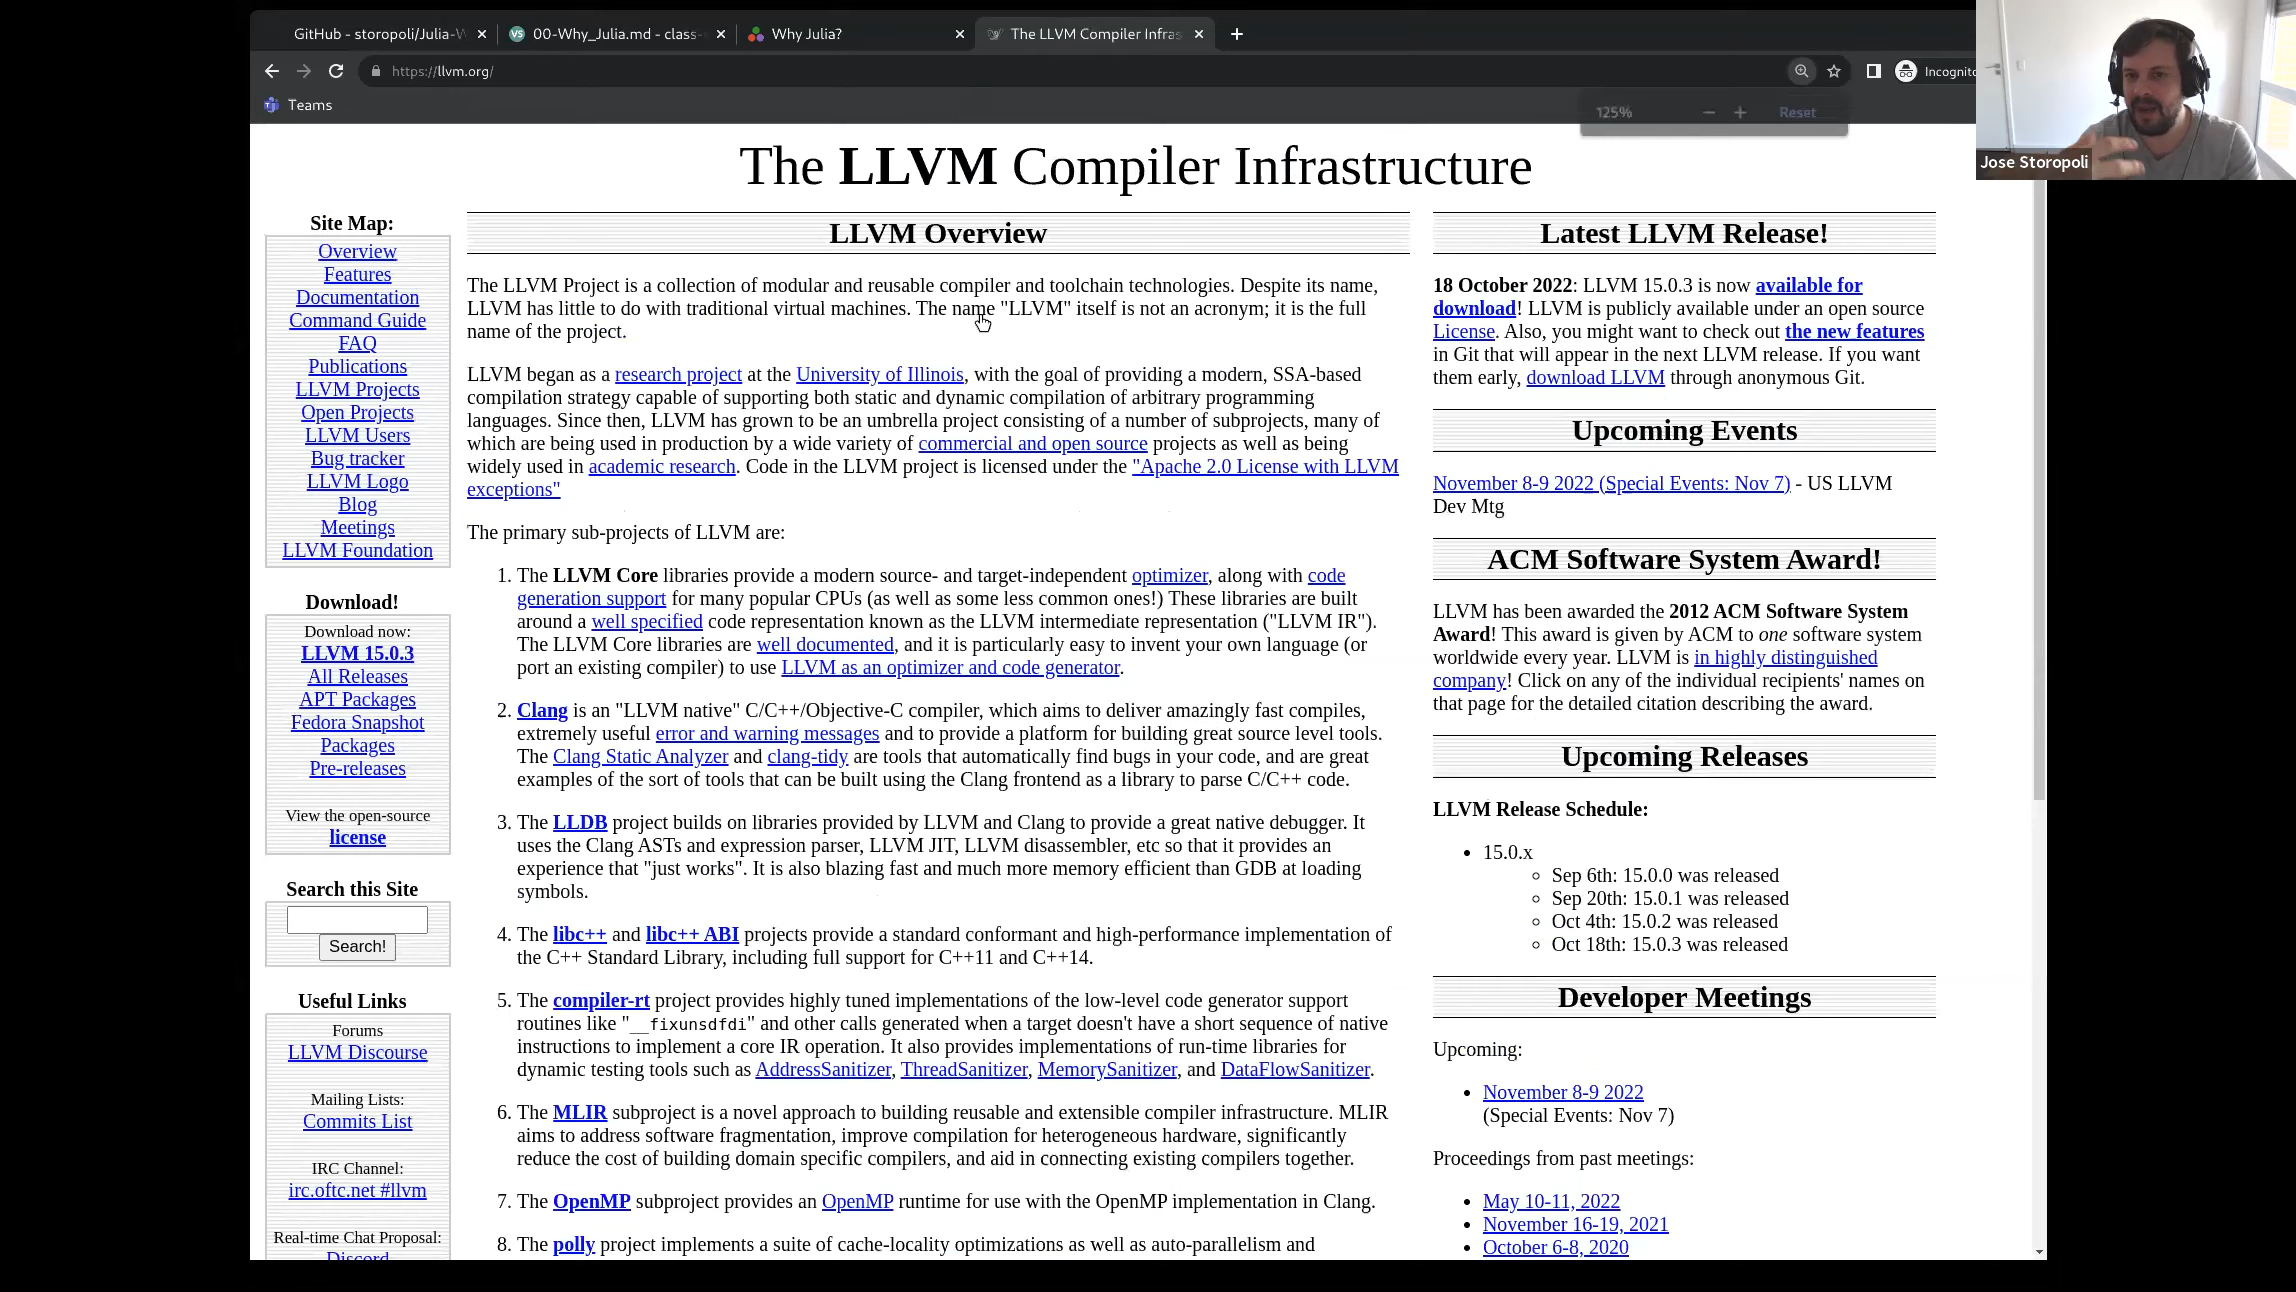 GitHub - storopoli/Julia-W
00-Why_Julia.md - class-
Why Julia?
The LLVM Compiler Infras
https://llvm.org/
Incognito
Teams
125%
Reset
Jose Storopoli
The LLVM Compiler Infrastructure
Site Map:
Overview
Features
Documentation
Command Guide
FAQ
Publications
LLVM Projects
Open Projects
LLVM Users
Bug tracker
LLVM Logo
Blog
Meetings
LLVM Foundation
Download!
Download now:
LLVM 15.0.3
All Releases
APT Packages
Fedora Snapshot
Packages
Pre-releases
View the open-source
license
Search this Site
Search!
Useful Links
Forums
LLVM Discourse
Mailing Lists:
Commits List
IRC Channel:
irc.oftc.net #llvm
Real-time Chat Proposal:
Discord
LLVM Overview
The LLVM Project is a collection of modular and reusable compiler and toolchain technologies. Despite its name,
LLVM has little to do with traditional virtual machines. The name "LLVM" itself is not an acronym; it is the full
name of the project.
LLVM began as a research project at the University of Illinois, with the goal of providing a modern, SSA-based
compilation strategy capable of supporting both static and dynamic compilation of arbitrary programming
languages. Since then, LLVM has grown to be an umbrella project consisting of a number of subprojects, many of
which are being used in production by a wide variety of commercial and open source projects as well as being
widely used in academic research. Code in the LLVM project is licensed under the "Apache 2.0 License with LLVM
exceptions"
The primary sub-projects of LLVM are:
1. The LLVM Core libraries provide a modern source- and target-independent optimizer, along with code
generation support for many popular CPUs (as well as some less common ones!) These libraries are built
around a well specified code representation known as the LLVM intermediate representation ("LLVM IR").
The LLVM Core libraries are well documented, and it is particularly easy to invent your own language (or
port an existing compiler) to use LLVM as an optimizer and code generator.
2. Clang is an "LLVM native" C/C++/Objective-C compiler, which aims to deliver amazingly fast compiles,
extremely useful error and warning messages and to provide a platform for building great source level tools.
The Clang Static Analyzer and clang-tidy are tools that automatically find bugs in your code, and are great
examples of the sort of tools that can be built using the Clang frontend as a library to parse C/C++ code.
3. The LLDB project builds on libraries provided by LLVM and Clang to provide a great native debugger. It
uses the Clang ASTs and expression parser, LLVM JIT, LLVM disassembler, etc so that it provides an
experience that "just works". It is also blazing fast and much more memory efficient than GDB at loading
symbols.
4. The libc++ and libc++ ABI projects provide a standard conformant and high-performance implementation of
the C++ Standard Library, including full support for C++11 and C++14.
5. The compiler-rt project provides highly tuned implementations of the low-level code generator support
routines like "__fixunsdfdi" and other calls generated when a target doesn't have a short sequence of native
instructions to implement a core IR operation. It also provides implementations of run-time libraries for
dynamic testing tools such as AddressSanitizer, ThreadSanitizer, MemorySanitizer, and DataFlowSanitizer.
6. The MLIR subproject is a novel approach to building reusable and extensible compiler infrastructure. MLIR
aims to address software fragmentation, improve compilation for heterogeneous hardware, significantly
reduce the cost of building domain specific compilers, and aid in connecting existing compilers together.
7. The OpenMP subproject provides an OpenMP runtime for use with the OpenMP implementation in Clang.
8. The polly project implements a suite of cache-locality optimizations as well as auto-parallelism and
Latest LLVM Release!
18 October 2022: LLVM 15.0.3 is now available for
download! LLVM is publicly available under an open source
License. Also, you might want to check out the new features
in Git that will appear in the next LLVM release. If you want
them early, download LLVM through anonymous Git.
Upcoming Events
November 8-9 2022 (Special Events: Nov 7) - US LLVM
Dev Mtg
ACM Software System Award!
LLVM has been awarded the 2012 ACM Software System
Award! This award is given by ACM to one software system
worldwide every year. LLVM is in highly distinguished
company! Click on any of the individual recipients' names on
that page for the detailed citation describing the award.
Upcoming Releases
LLVM Release Schedule:
15.0.x
Sep 6th: 15.0.0 was released
Sep 20th: 15.0.1 was released
Oct 4th: 15.0.2 was released
Oct 18th: 15.0.3 was released
Developer Meetings
Upcoming:
November 8-9 2022
(Special Events: Nov 7)
Proceedings from past meetings:
May 10-11, 2022
November 16-19, 2021
October 6-8, 2020